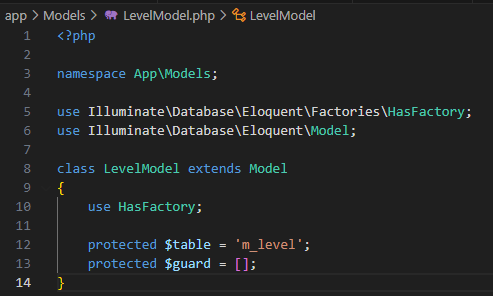 app > Models > LevelModel.php > LevelModel
1 <?php
2
3 namespace App\Models;
4
5 use Illuminate\Database\Eloquent\Factories\HasFactory;
6 use Illuminate\Database\Eloquent\Model;
7
8 class LevelModel extends Model
9 {
10     use HasFactory;
11
12     protected $table = 'm_level';
13     protected $guard = [];
14 }